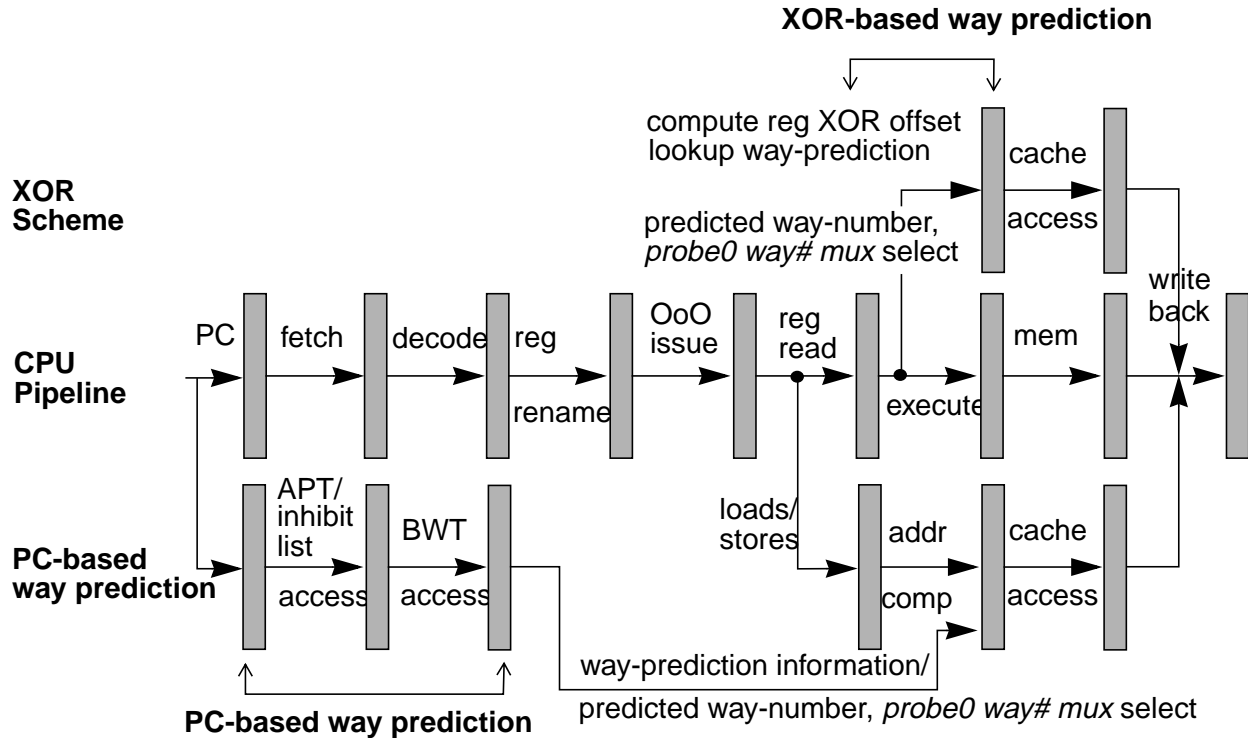 XOR-based way prediction
compute reg XOR offset
lookup way-prediction
cache
access
XOR
Scheme
predicted way-number,
probe0 way# mux select
write
back
CPU
Pipeline
PC
fetch
decode
reg
rename
OoO
issue
reg
read
execute
mem
PC-based
way prediction
APT/
inhibit
list
access
BWT
access
loads/
stores
addr
comp
cache
access
way-prediction information/
predicted way-number, probe0 way# mux select
PC-based way prediction